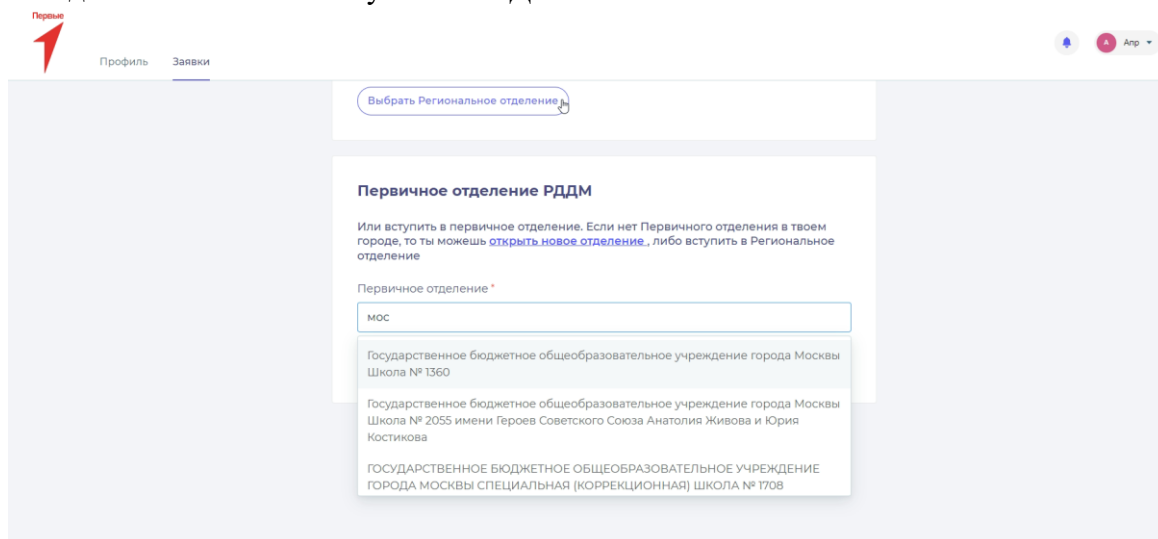 Первые
Профиль
Заявки
А
Апр
Выбрать Региональное отделение
Первичное отделение РДДМ
Или вступить в первичное отделение. Если нет Первичного отделения в твоем
городе, то ты можешь открыть новое отделение , либо вступить в Региональное
отделение
Первичное отделение *
мос
Государственное бюджетное общеобразовательное учреждение города Москвы
Школа № 1360
Государственное бюджетное общеобразовательное учреждение города Москвы
Школа № 2055 имени Героев Советского Союза Анатолия Живова и Юрия
Костикова
ГОСУДАРСТВЕННОЕ БЮДЖЕТНОЕ ОБЩЕОБРАЗОВАТЕЛЬНОЕ УЧРЕЖДЕНИЕ
ГОРОДА МОСКВЫ СПЕЦИАЛЬНАЯ (КОРРЕКЦИОННАЯ) ШКОЛА № 1708